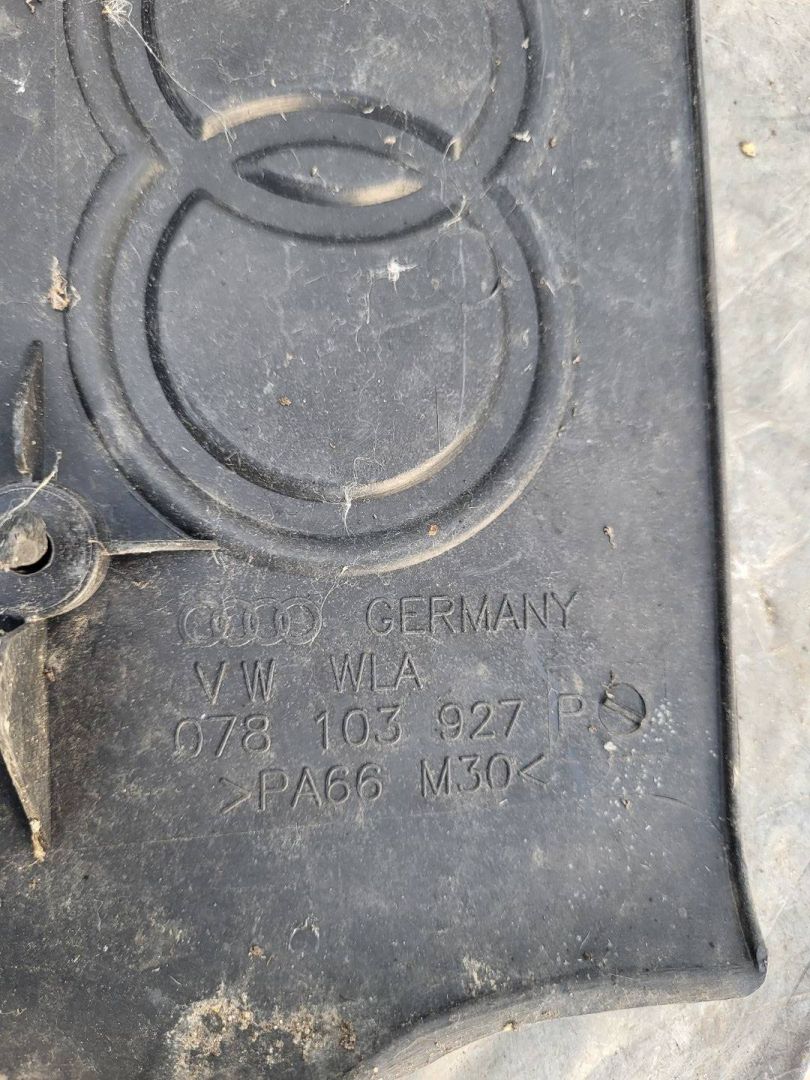 GERMANY
VW WLA
078 103 927 P
>PA66 M30<